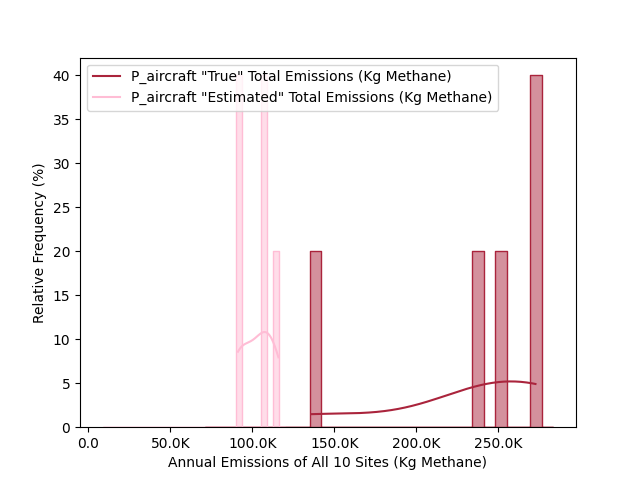 P_aircraft "True" Total Emissions (Kg Methane)
P_aircraft "Estimated" Total Emissions (Kg Methane)
40
35
30
25
20
15
10
5
0
Relative Frequency (%)
0.0 50.0K 100.0K 150.0K 200.0K 250.0K
Annual Emissions of All 10 Sites (Kg Methane)